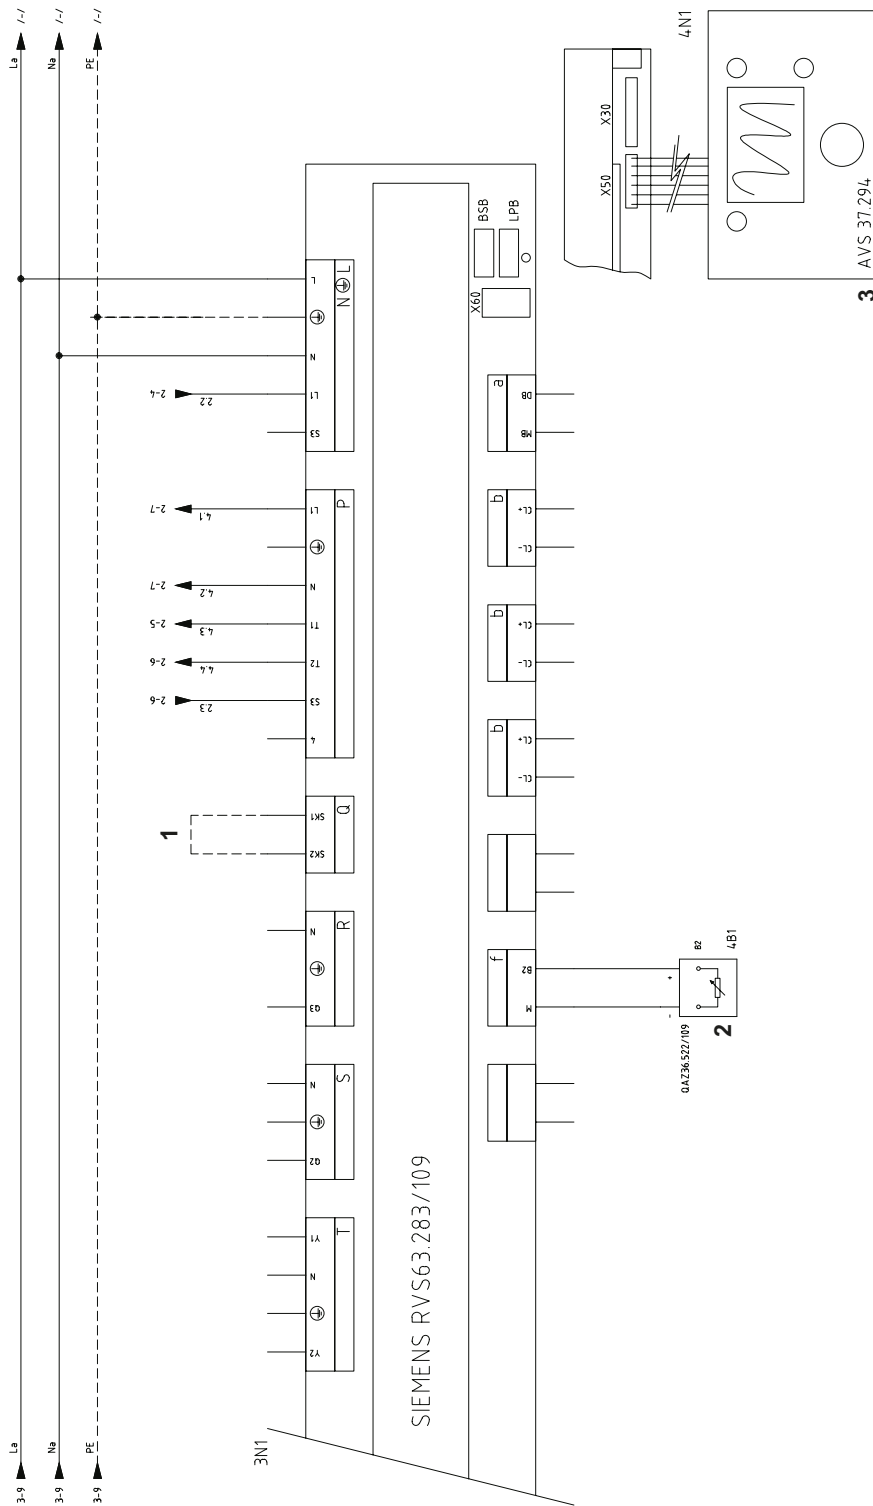 3-9 La La /-/
3-9 Na Na /-/
3-9 PE PE /-/
3N1
SIEMENS RVS63.283/109
Y2 N Y1
T
Q2 N
S
Q3 N
R
SK2 SK1
Q
1
4 S3 T2 T1 N L1
P
2.3 2-6
4.4 2-6
4.3 2-5
4.2 2-7
4.1 2-7
S3 L1 N L
N L
2.2 2-4
f
M B2
b
CL- CL+
b
CL- CL+
b
CL- CL+
a
MB DB
X60
BSB
LPB
QAZ36.522/109
- +
B2
4B1
2
X50 X30
4N1
AVS 37.294
3